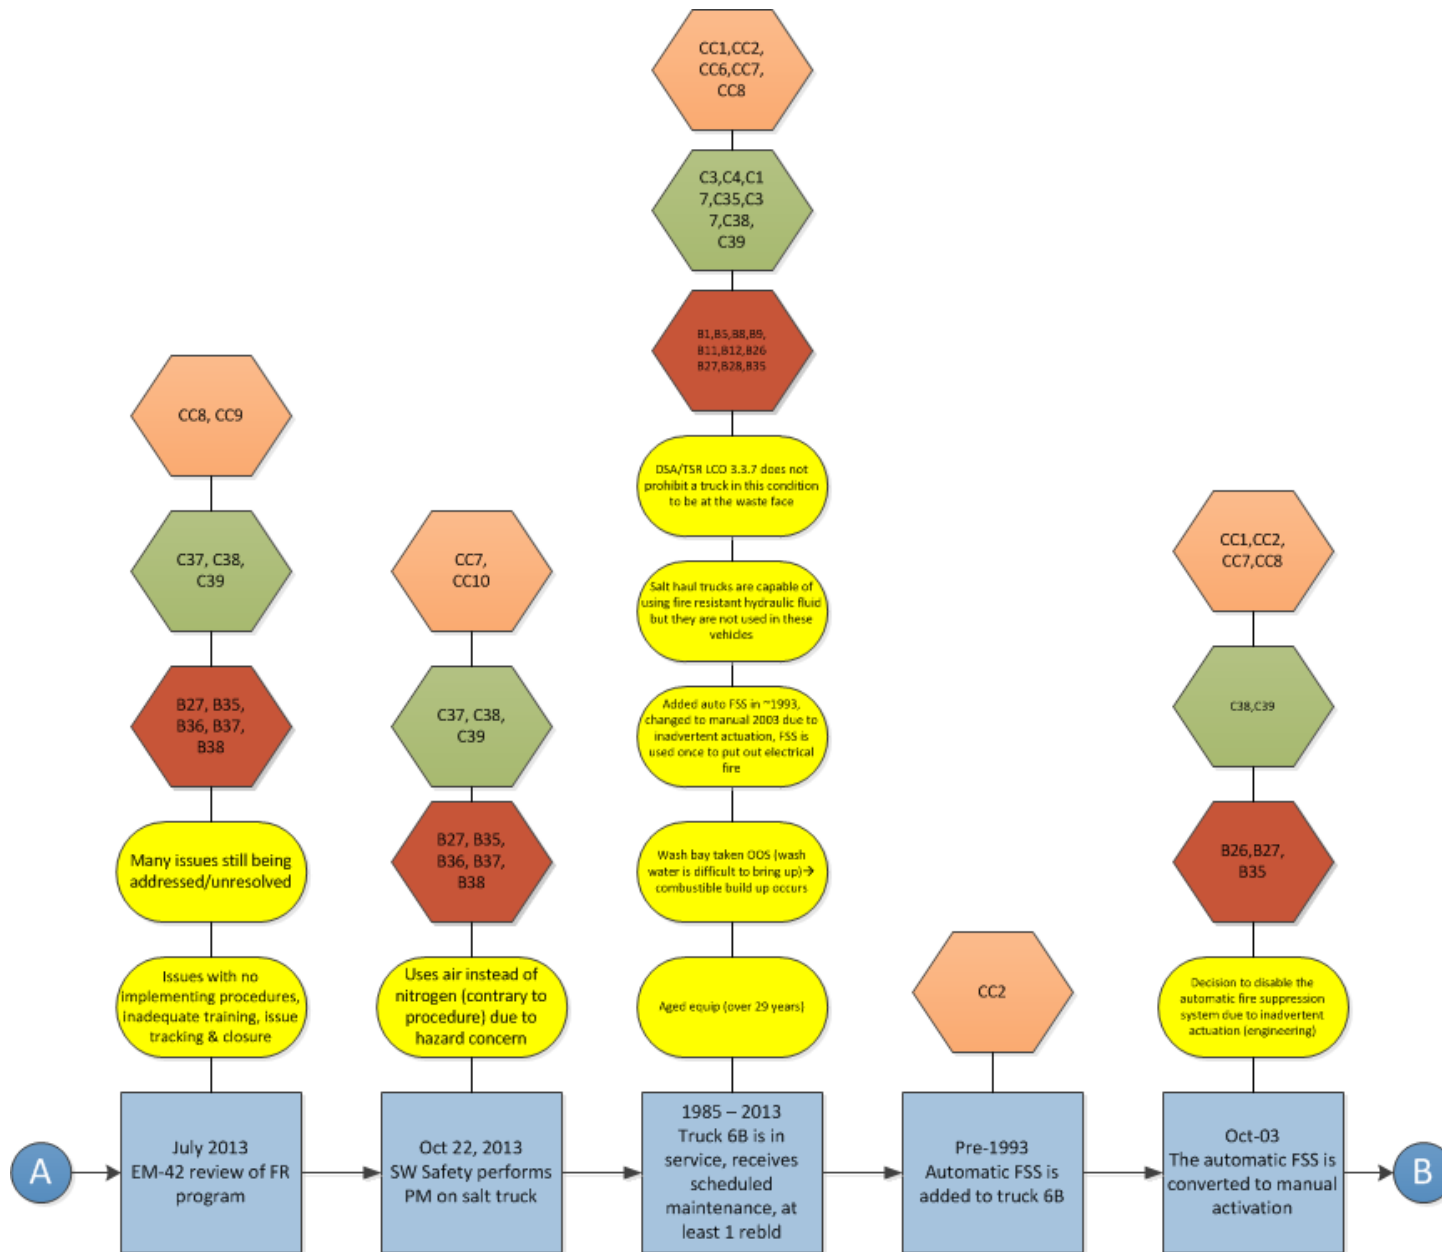 CC1,CC2,
CC6,CC7,
CC8
C3,C4,C1
7,C35,C3
7,C38,
C39
B1,B5,B8,B9,
B11,B12,B26
B27,B28,B35
DSA/TSR LCO 3.3.7 does not
prohibit a truck in this condition
to be at the waste face
Salt haul trucks are capable of
using fire resistant hydraulic fluid
but they are not used in these
vehicles
Added auto FSS in ~1993,
changed to manual 2003 due to
inadvertent actuation, FSS is
used once to put out electrical
fire
Wash bay taken OOS (wash
water is difficult to bring up)→
combustible build up occurs
Aged equip (over 29 years)
1985 – 2013
Truck 6B is in
service, receives
scheduled
maintenance, at
least 1 rebld
CC8, CC9
C37, C38,
C39
B27, B35,
B36, B37,
B38
Many issues still being
addressed/unresolved
Issues with no
implementing procedures,
inadequate training, issue
tracking & closure
July 2013
EM-42 review of FR
program
CC7,
CC10
C37, C38,
C39
B27, B35,
B36, B37,
B38
Uses air instead of
nitrogen (contrary to
procedure) due to
hazard concern
Oct 22, 2013
SW Safety performs
PM on salt truck
CC2
Pre-1993
Automatic FSS is
added to truck 6B
CC1,CC2,
CC7,CC8
C38,C39
B26,B27,
B35
Decision to disable the
automatic fire suppression
system due to inadvertent
actuation (engineering)
Oct-03
The automatic FSS is
converted to manual
activation
A
B